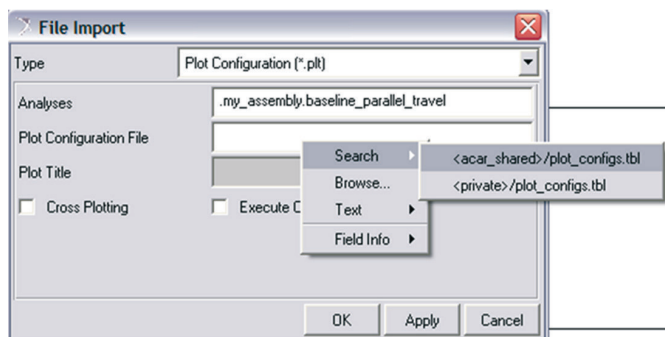 File Import
Type Plot Configuration (*.plt)
Analyses .my_assembly.baseline_parallel_travel
Plot Configuration File
Search <acar_shared>/plot_configs.tbl
Plot Title
Browse... <private>/plot_configs.tbl
Cross Plotting Execute C Text
Field Info
OK Apply Cancel